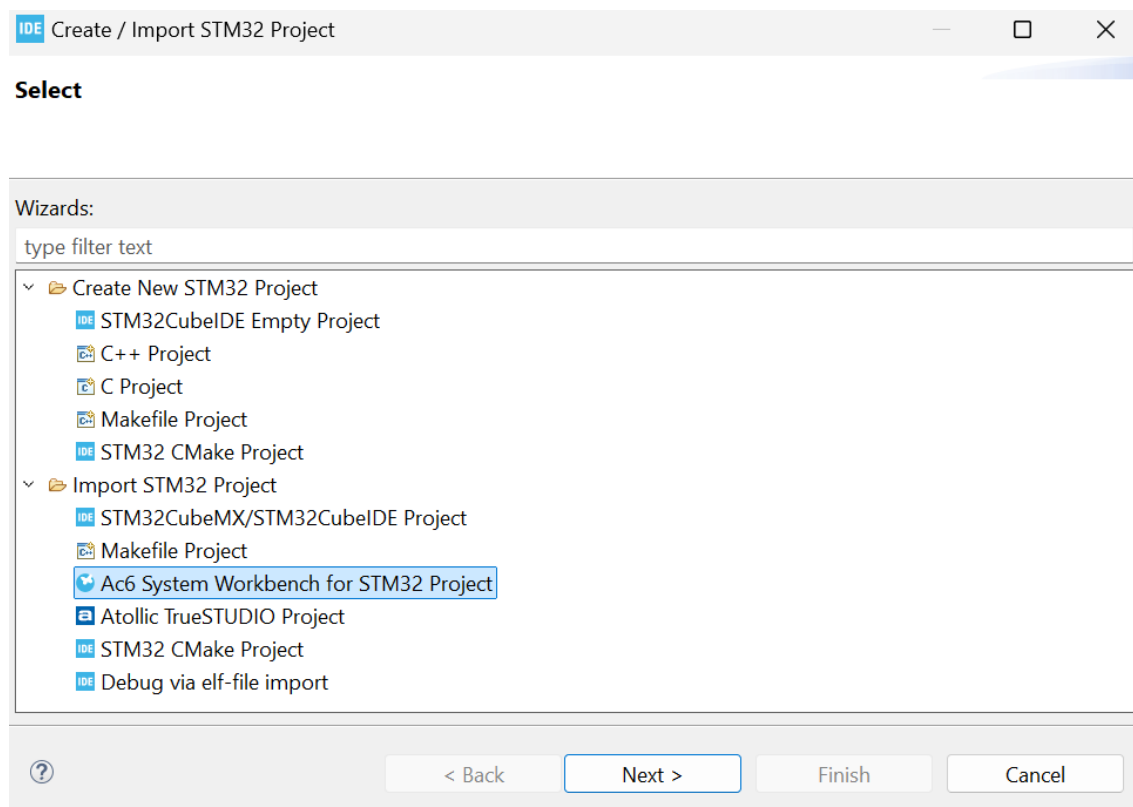 IDE Create / Import STM32 Project
Select
Wizards:
type filter text
Create New STM32 Project
IDE STM32CubeIDE Empty Project
C++ C++ Project
C C Project
C++ Makefile Project
IDE STM32 CMake Project
Import STM32 Project
IDE STM32CubeMX/STM32CubeIDE Project
C++ Makefile Project
Ac6 System Workbench for STM32 Project
a Atollic TrueSTUDIO Project
IDE STM32 CMake Project
IDE Debug via elf-file import
? < Back Next > Finish Cancel